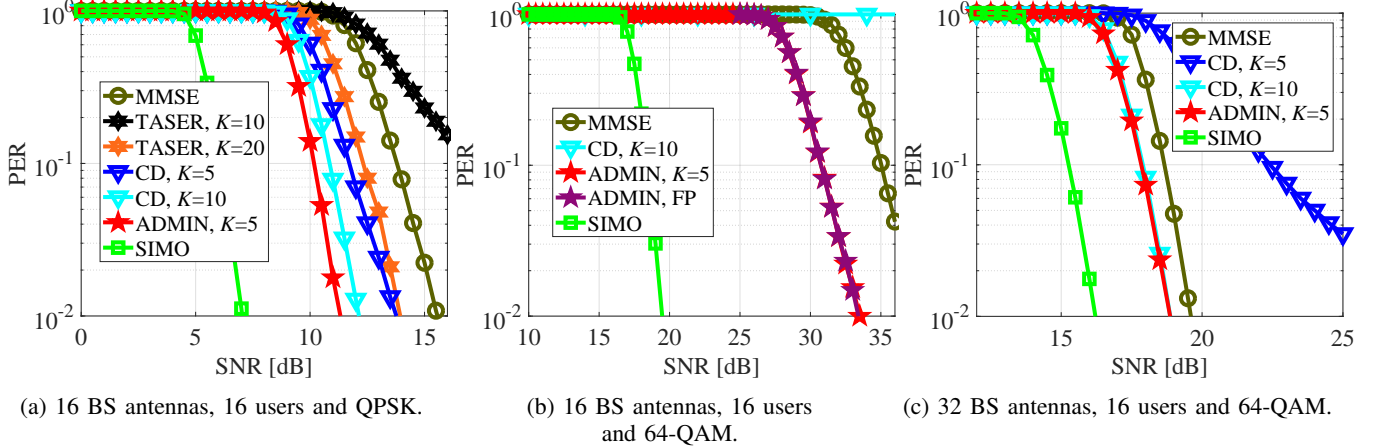 PER
10^0
10^-1
10^-2
0
5
10
15
SNR [dB]
MMSE
TASER, K=10
TASER, K=20
CD, K=5
CD, K=10
ADMIN, K=5
SIMO
(a) 16 BS antennas, 16 users and QPSK.
PER
10^0
10^-1
10^-2
10
15
20
25
30
35
SNR [dB]
MMSE
CD, K=10
ADMIN, K=5
ADMIN, FP
SIMO
(b) 16 BS antennas, 16 users
and 64-QAM.
PER
10^0
10^-1
10^-2
15
20
25
SNR [dB]
MMSE
CD, K=5
CD, K=10
ADMIN, K=5
SIMO
(c) 32 BS antennas, 16 users and 64-QAM.